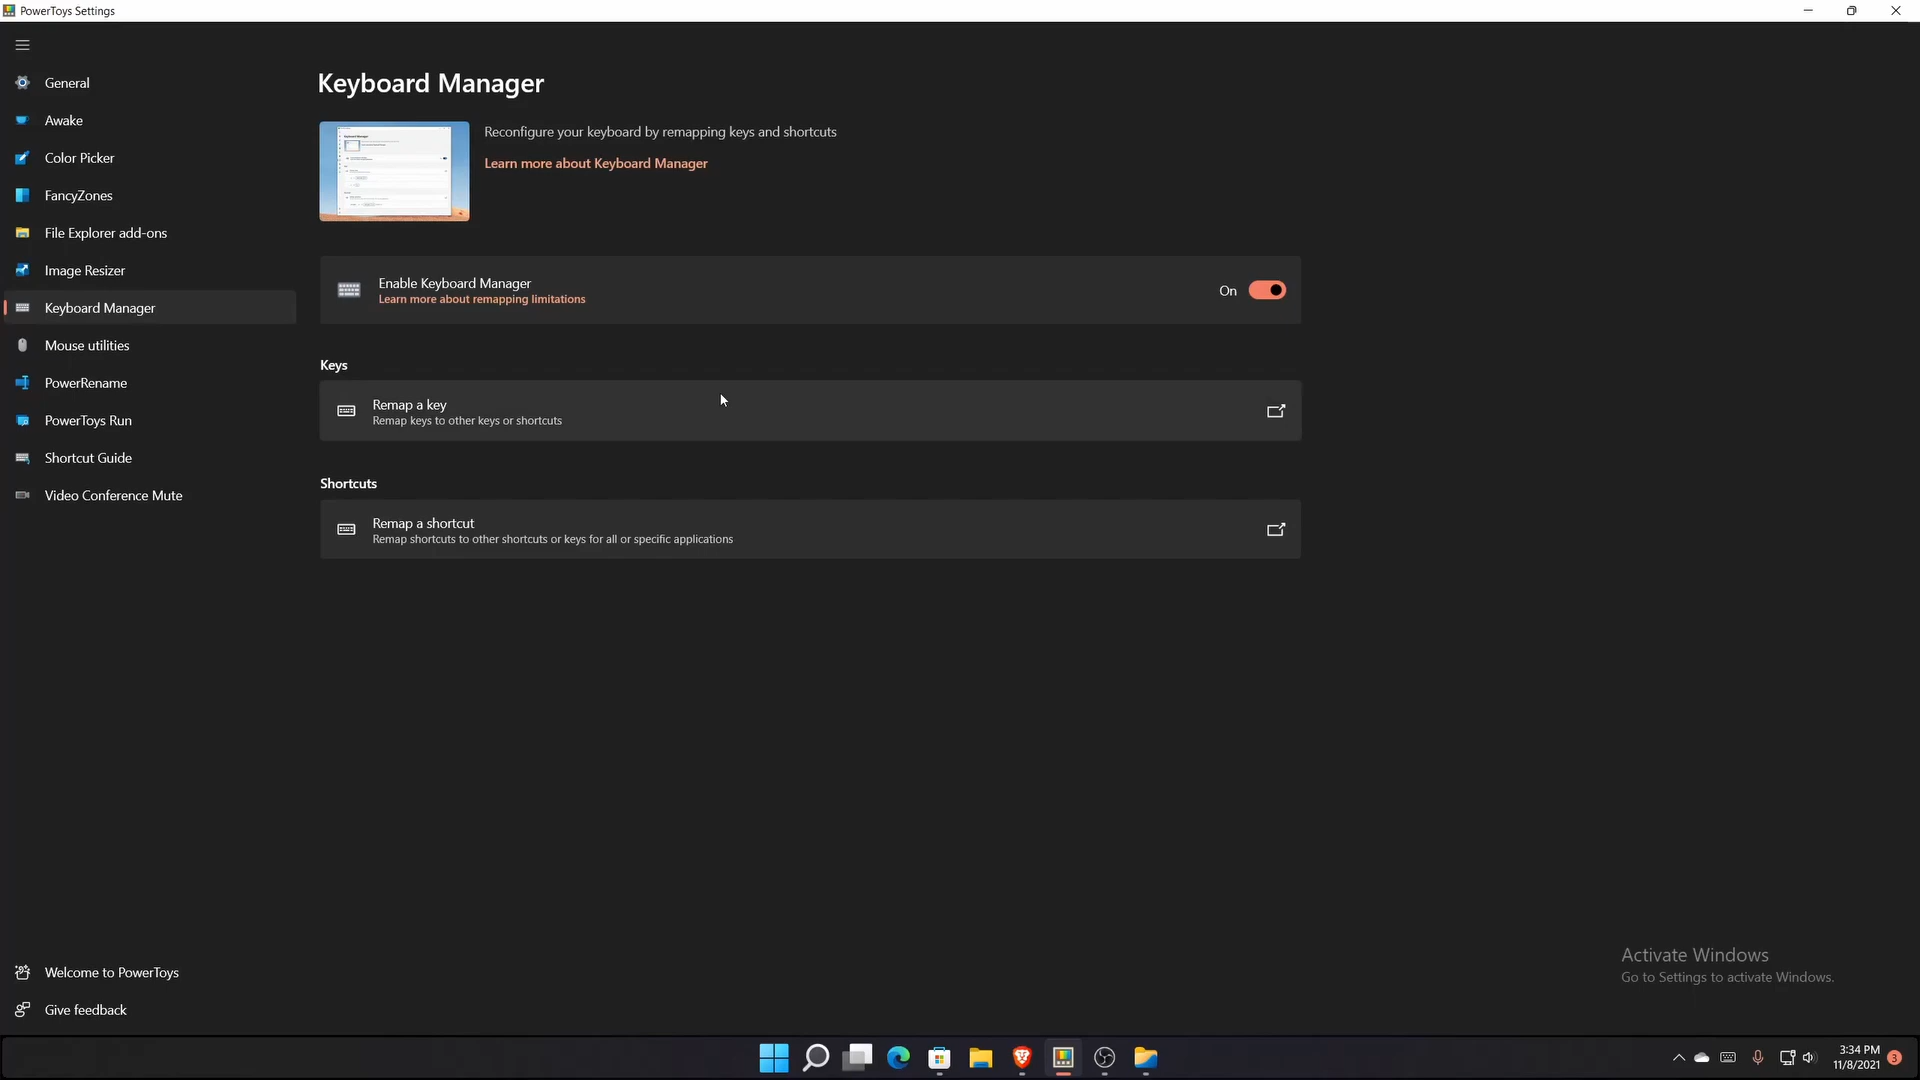 PowerToys Settings
General
Awake
Color Picker
FancyZones
File Explorer add-ons
Image Resizer
Keyboard Manager
Mouse utilities
PowerRename
PowerToys Run
Shortcut Guide
Video Conference Mute
Welcome to PowerToys
Give feedback
Keyboard Manager
Reconfigure your keyboard by remapping keys and shortcuts
Learn more about Keyboard Manager
Enable Keyboard Manager
Learn more about remapping limitations
On
Keys
Remap a key
Remap keys to other keys or shortcuts
Shortcuts
Remap a shortcut
Remap shortcuts to other shortcuts or keys for all or specific applications
Activate Windows
Go to Settings to activate Windows.
3:34 PM
11/8/2021
3